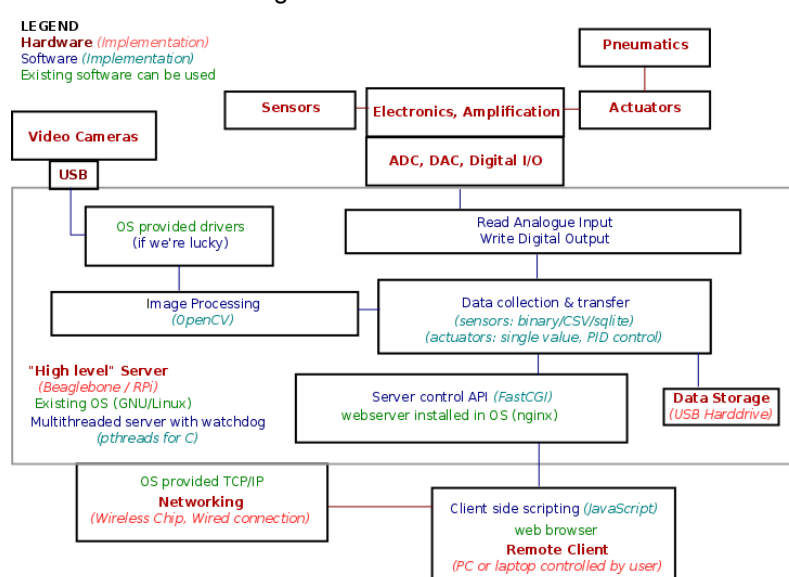 LEGEND
Hardware (Implementation)
Software (Implementation)
Existing software can be used
Pneumatics
Sensors
Electronics, Amplification
Actuators
Video Cameras
USB
ADC, DAC, Digital I/O
OS provided drivers
(if we're lucky)
Read Analogue Input
Write Digital Output
Image Processing
(OpenCV)
Data collection & transfer
(sensors: binary/CSV/sqlite)
(actuators: single value, PID control)
"High level" Server
(Beaglebone / RPi)
Existing OS (GNU/Linux)
Multithreaded server with watchdog
(pthreads for C)
Server control API (FastCGI)
webserver installed in OS (nginx)
Data Storage
(USB Harddrive)
OS provided TCP/IP
Networking
(Wireless Chip, Wired connection)
Client side scripting (JavaScript)
web browser
Remote Client
(PC or laptop controlled by user)